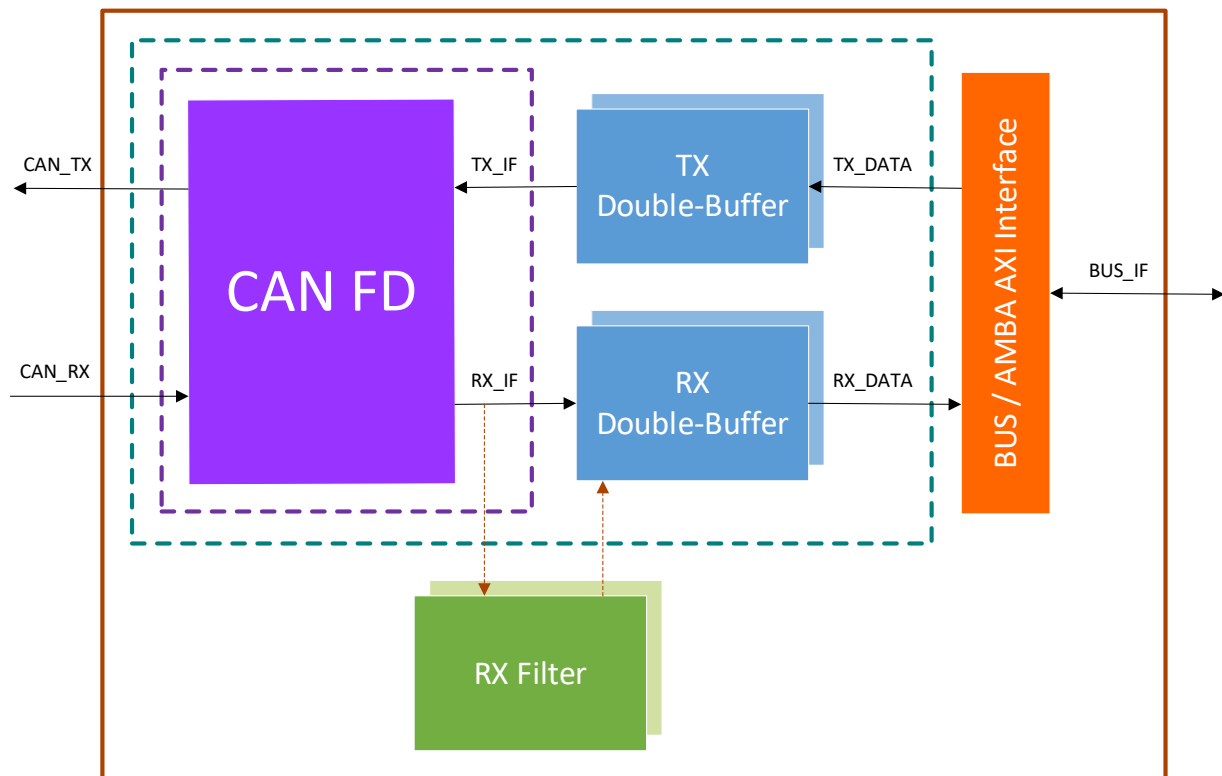 CAN_TX
TX_IF
TX
Double-Buffer
TX_DATA
CAN FD
BUS / AMBA AXI Interface
BUS_IF
CAN_RX
RX_IF
RX
Double-Buffer
RX_DATA
RX Filter